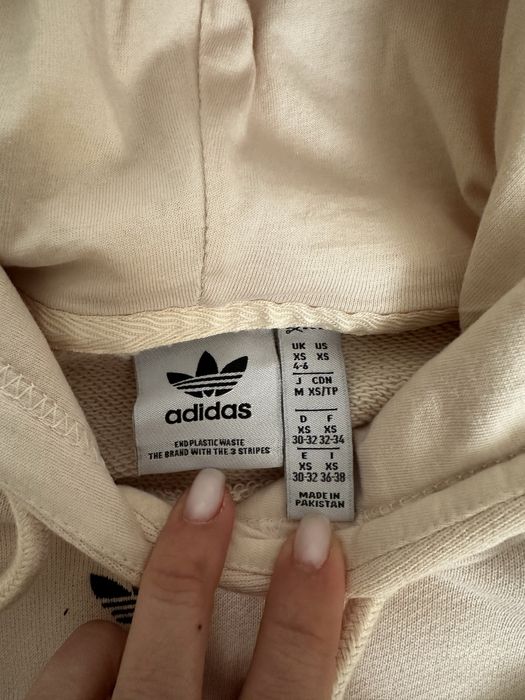 adidas
END PLASTIC WASTE
THE BRAND WITH THE 3 STRIPES
UK US
XS XS
4-6
J CDN
M XS/TP
D F
XS XS
30-32 32-34
E I
XS XS
30-32 36-38
MADE IN
PAKISTAN